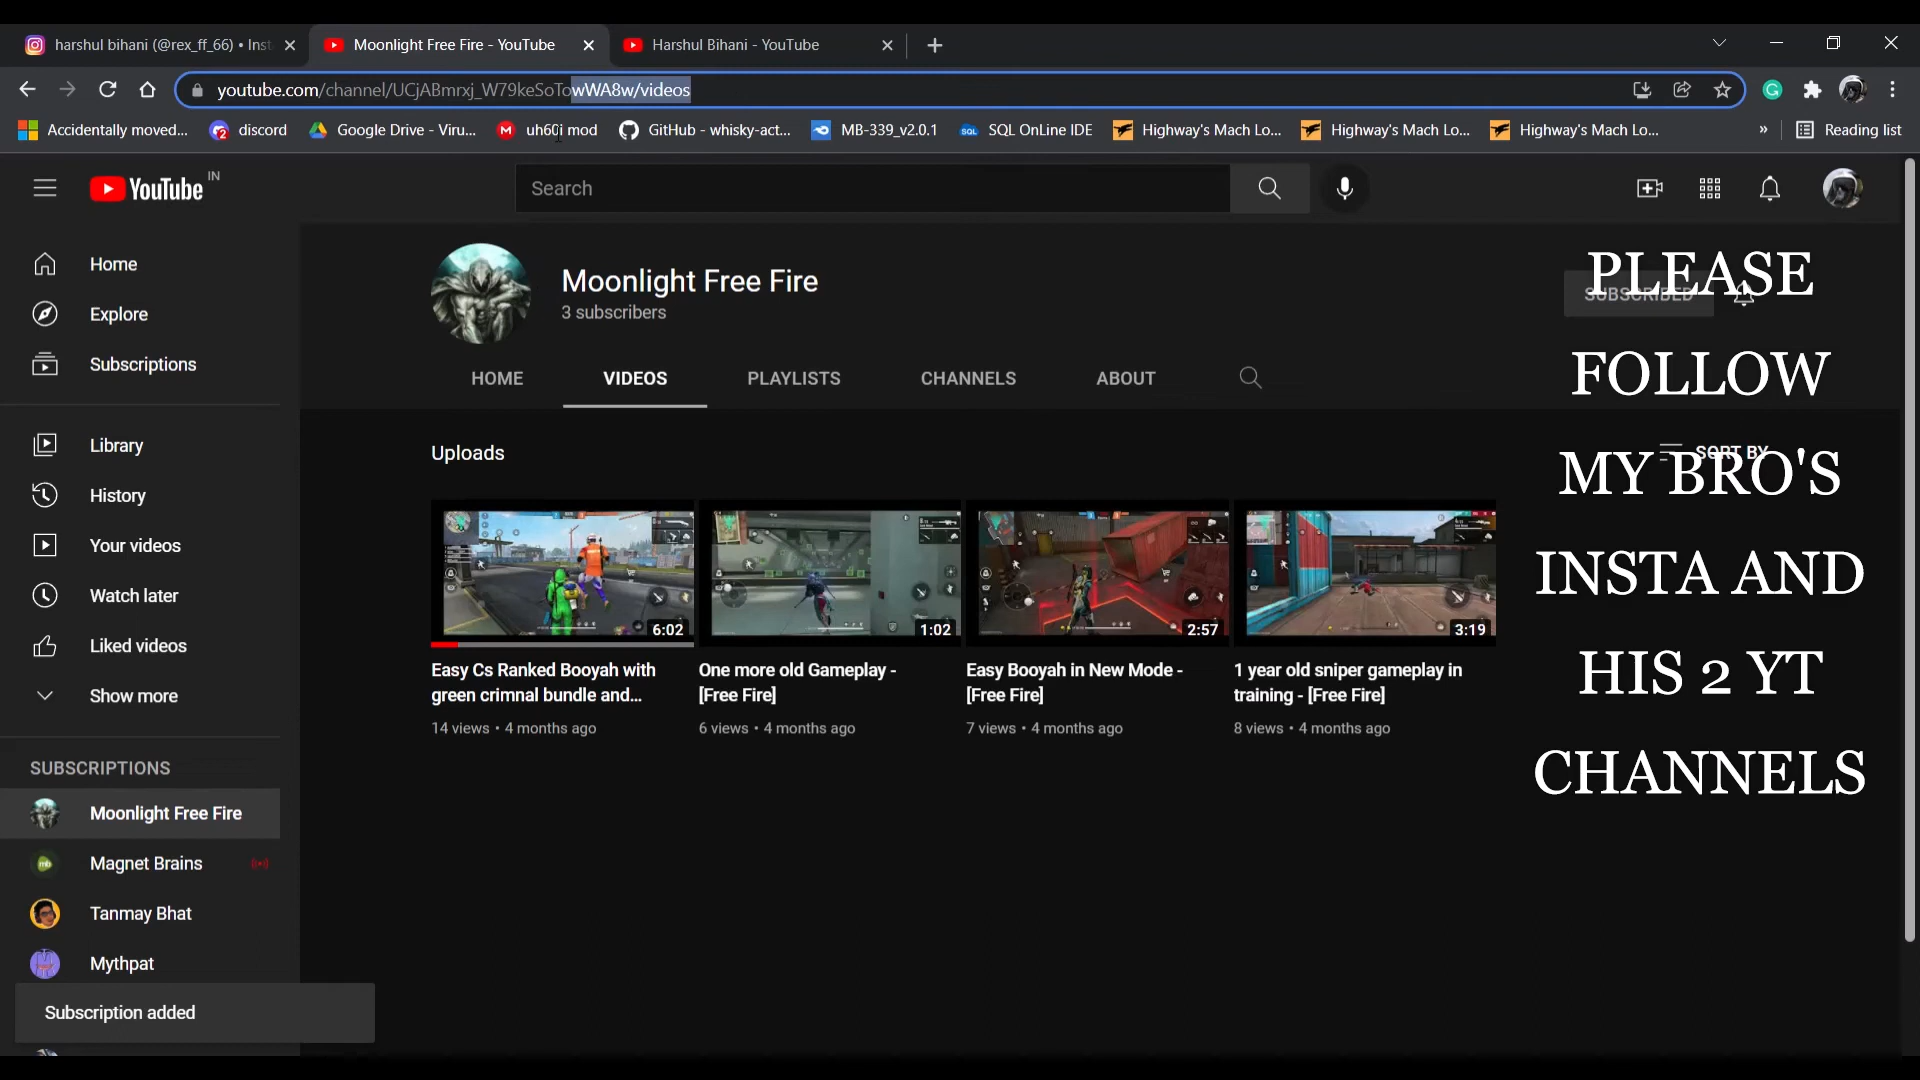 harshul bihani (@rex_ff_66) • Inst
Moonlight Free Fire - YouTube
Harshul Bihani - YouTube
youtube.com/channel/UCjABmrxj_W79keSoTowWA8w/videos
Accidentally moved...
discord
Google Drive - Viru...
uh60j mod
GitHub - whisky-act...
MB-339_v2.0.1
SQL OnLine IDE
Highway's Mach Lo...
Highway's Mach Lo...
Highway's Mach Lo...
»
Reading list
YouTube IN
Search
Home
Explore
Subscriptions
Library
History
Your videos
Watch later
Liked videos
Show more
SUBSCRIPTIONS
Moonlight Free Fire
Magnet Brains
Tanmay Bhat
Mythpat
Subscription added
Moonlight Free Fire
3 subscribers
SUBSCRIBED
HOME
VIDEOS
PLAYLISTS
CHANNELS
ABOUT
Uploads
SORT BY
6:02
Easy Cs Ranked Booyah with
green crimnal bundle and...
14 views • 4 months ago
1:02
One more old Gameplay -
[Free Fire]
6 views • 4 months ago
2:57
Easy Booyah in New Mode -
[Free Fire]
7 views • 4 months ago
3:19
1 year old sniper gameplay in
training - [Free Fire]
8 views • 4 months ago
PLEASE
FOLLOW
MY BRO'S
INSTA AND
HIS 2 YT
CHANNELS